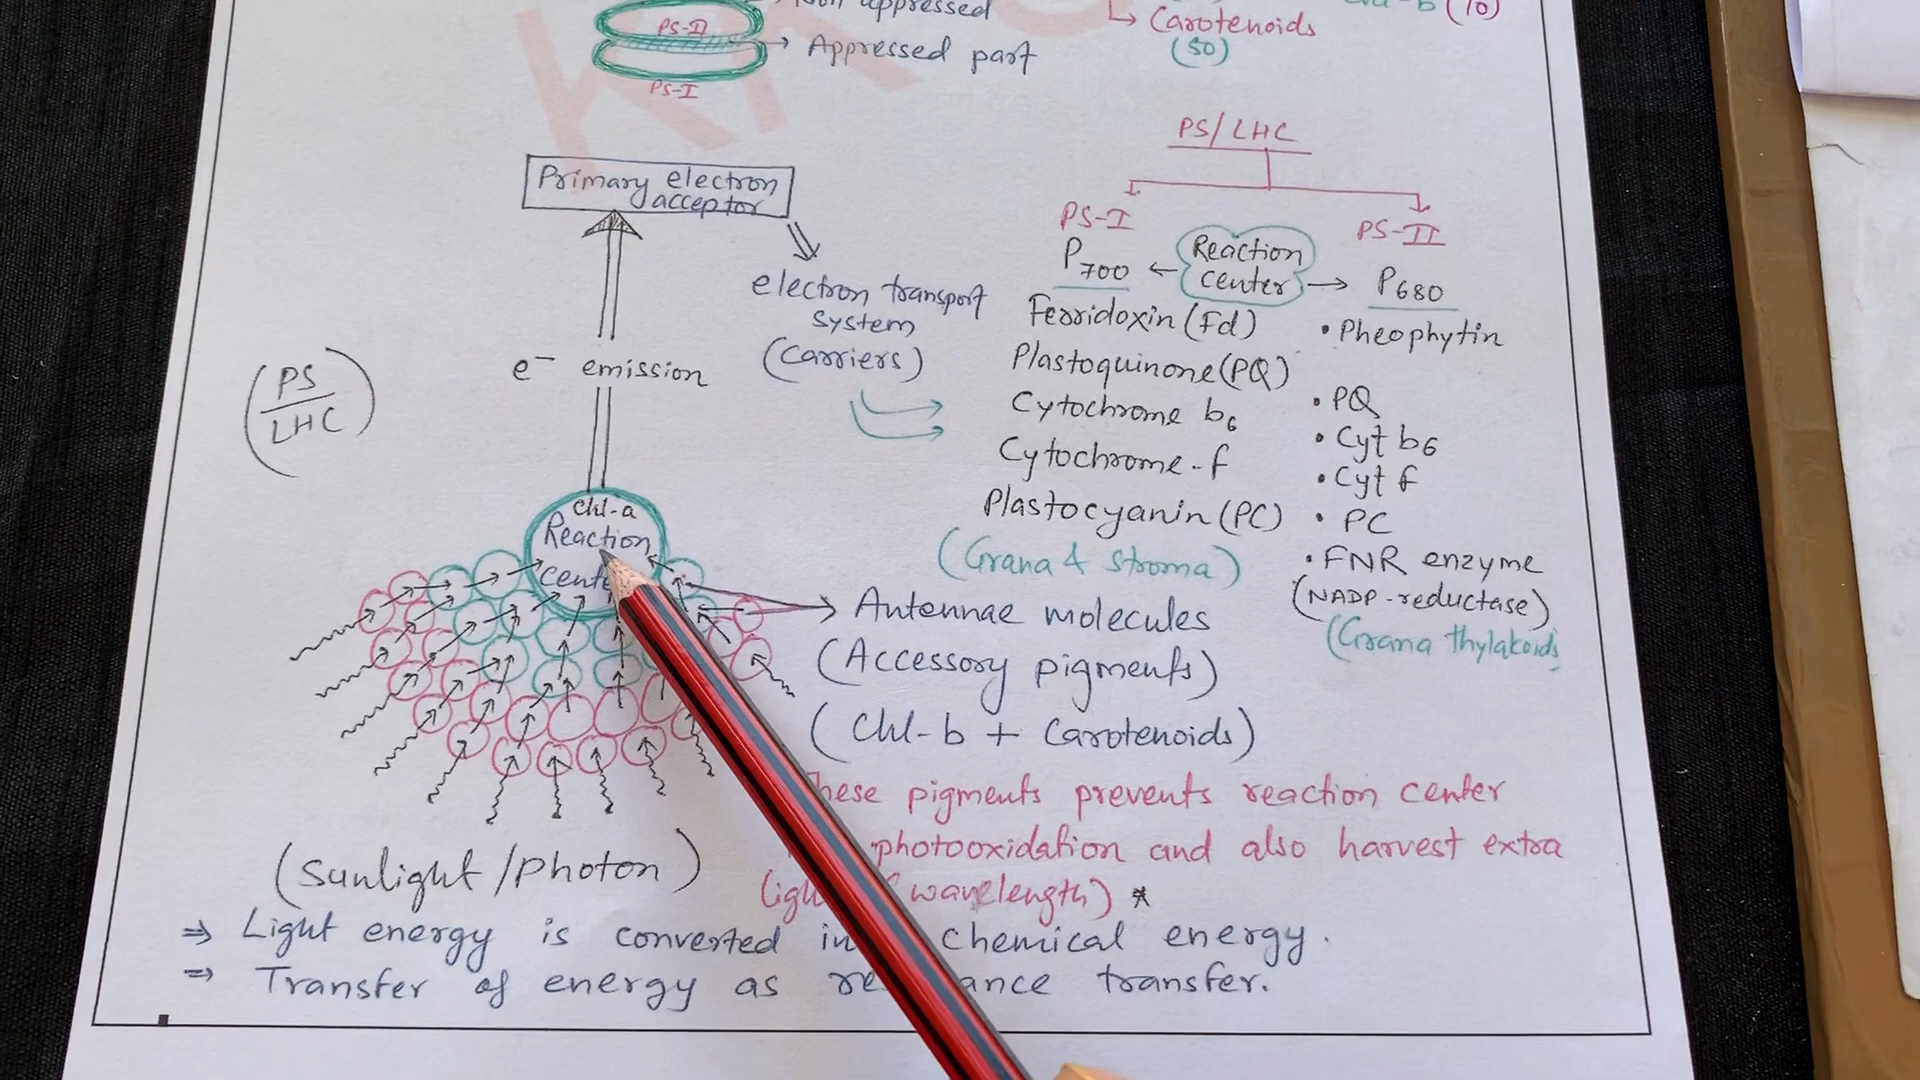 appressed
PS-II
Appressed part
PS-I
Carotenoids
(50)
(10)
PS/LHC
PS-I
PS-II
P700
Reaction
center
P680
Primary electron
acceptor
electron transport
system
(Carriers)
e⁻ emission
(PS
LHC)
Ferridoxin (Fd)
Plastoquinone (PQ)
Cytochrome b6
Cytochrome-f
Plastocyanin (PC)
(Grana & stroma)
• Pheophytin
• PQ
• Cyt b6
• Cyt f
• PC
• FNR enzyme
(NADP-reductase)
(Grana thylakoids
Chl-a
Reaction
Antennae molecules
(Accessory pigments)
(Chl-b + Carotenoids)
pigments prevents reaction center
photooxidation and also harvest extra
wavelength) *
(Sunlight/Photon)
⇒ Light energy is converted in chemical energy.
⇒ Transfer of energy as transfer.